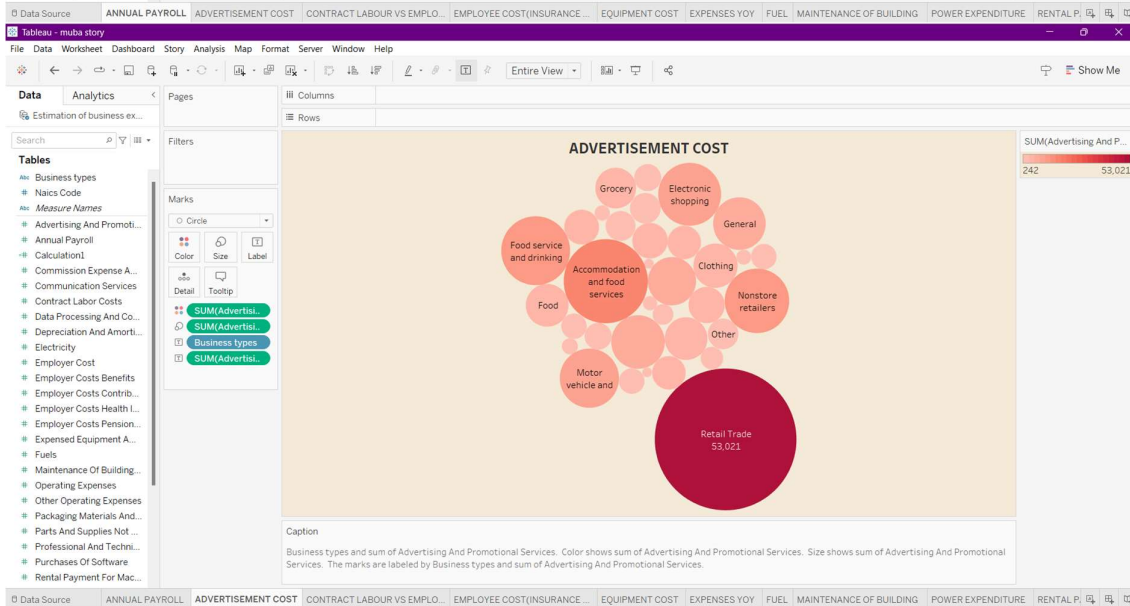 Data Source ANNUAL PAYROLL ADVERTISEMENT COST CONTRACT LABOUR VS EMPLO... EMPLOYEE COST(INSURANCE ... EQUIPMENT COST EXPENSES YOY FUEL MAINTENANCE OF BUILDING POWER EXPENDITURE RENTAL P.
Tableau - muba story
File Data Worksheet Dashboard Story Analysis Map Format Server Window Help
Entire View Show Me
Data Analytics
Estimation of business ex...
Search
Tables
Abc Business types
# Naics Code
Abc Measure Names
# Advertising And Promoti...
# Annual Payroll
=# Calculation1
# Commission Expense A...
# Communication Services
# Contract Labor Costs
# Data Processing And Co...
# Depreciation And Amorti...
# Electricity
# Employer Cost
# Employer Costs Benefits
# Employer Costs Contrib...
# Employer Costs Health I...
# Employer Costs Pension...
# Expensed Equipment A...
# Fuels
# Maintenance Of Building...
# Operating Expenses
# Other Operating Expenses
# Packaging Materials And...
# Parts And Supplies Not ...
# Professional And Techni...
# Purchases Of Software
# Rental Payment For Mac...
Pages
Filters
Marks
Circle
Color Size Label
Detail Tooltip
SUM(Advertisi..
SUM(Advertisi..
Business types
SUM(Advertisi..
Columns
Rows
ADVERTISEMENT COST
Grocery
Electronic
shopping
General
Food service
and drinking
Accommodation
and food
services
Clothing
Food
Nonstore
retailers
Other
Motor
vehicle and
Retail Trade
53,021
SUM(Advertising And P...
242 53,021
Caption
Business types and sum of Advertising And Promotional Services. Color shows sum of Advertising And Promotional Services. Size shows sum of Advertising And Promotional
Services. The marks are labeled by Business types and sum of Advertising And Promotional Services.
Data Source ANNUAL PAYROLL ADVERTISEMENT COST CONTRACT LABOUR VS EMPLO... EMPLOYEE COST(INSURANCE ... EQUIPMENT COST EXPENSES YOY FUEL MAINTENANCE OF BUILDING POWER EXPENDITURE RENTAL P.